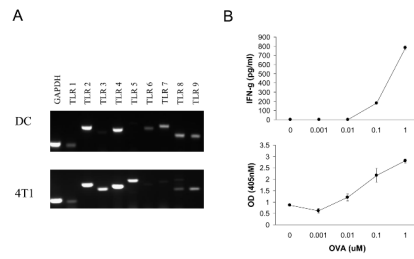 A
GAPDH
TLR 1
TLR 2
TLR 3
TLR 4
TLR 5
TLR 6
TLR 7
TLR 8
TLR 9
DC
4T1
B
IFN-g (pg/ml)
900
800
700
600
500
400
300
200
100
0
0 0.001 0.01 0.1 1
OD (405nM)
3.5
3
2.5
2
1.5
1
0.5
0
0 0.001 0.01 0.1 1
OVA (uM)